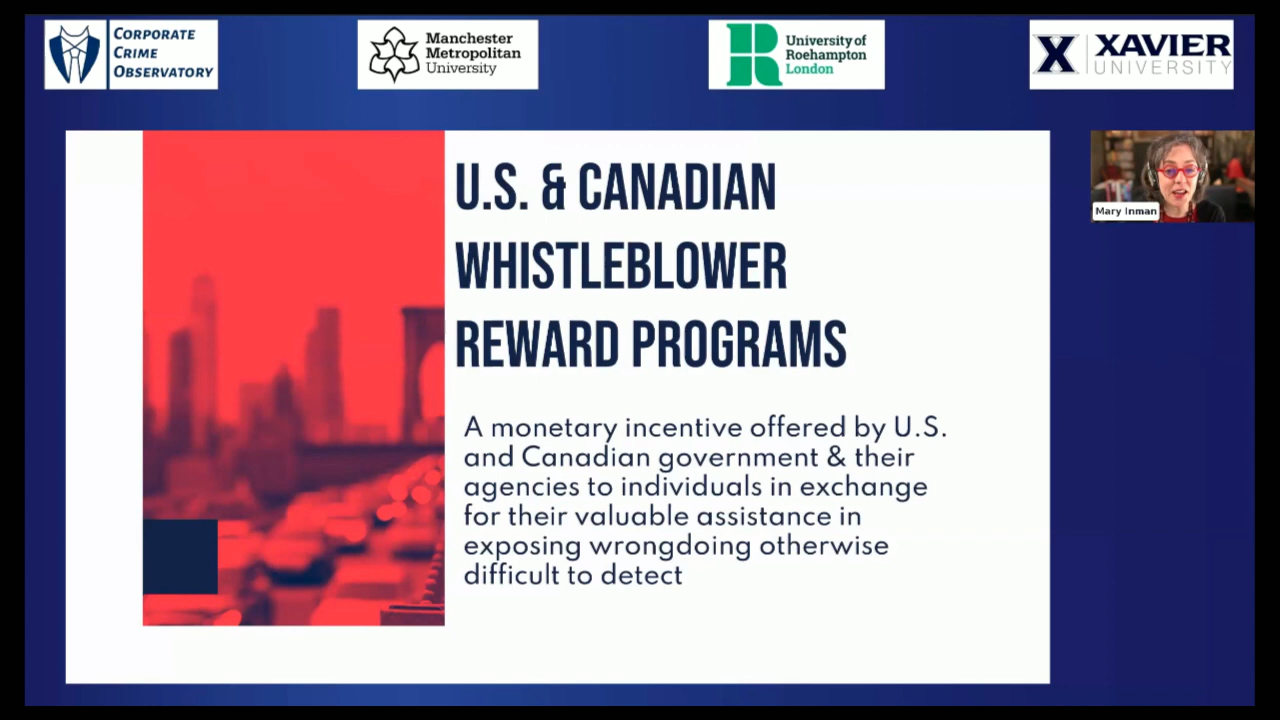 CORPORATE
CRIME
OBSERVATORY
Manchester
Metropolitan
University
University of
Roehampton
London
XAVIER
UNIVERSITY
U.S. & CANADIAN
WHISTLEBLOWER
REWARD PROGRAMS
A monetary incentive offered by U.S.
and Canadian government & their
agencies to individuals in exchange
for their valuable assistance in
exposing wrongdoing otherwise
difficult to detect
Mary Inman